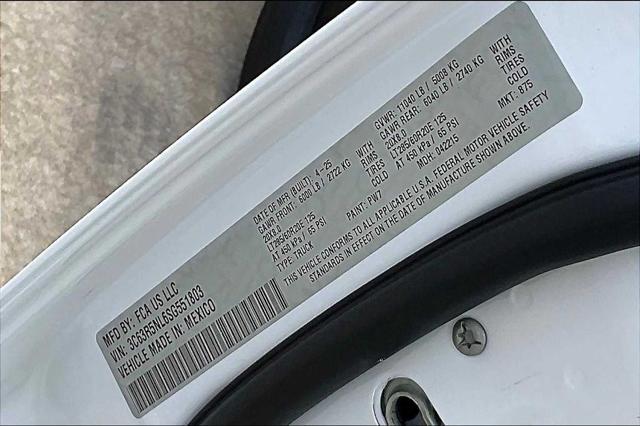 MFD BY: FCA US LLC
VIN: 3C63R5NL6SG551803
VEHICLE MADE IN: MEXICO
DATE OF MFR (BUILT): 4-25
GAWR FRONT: 6000 LB / 2722 KG WITH
20X8.0 RIMS
LT285/60R20E 125 TIRES
AT 450 kPa / 65 PSI COLD
TYPE: TRUCK
PAINT: PW7
GVWR: 11040 LB / 5008 KG
GAWR REAR: 6040 LB / 2740 KG WITH
20X8.0 RIMS
LT285/60R20E 125 TIRES
AT 450 kPa / 65 PSI COLD
MDH: 042215 MKT: 875
THIS VEHICLE CONFORMS TO ALL APPLICABLE U.S.A. FEDERAL MOTOR VEHICLE SAFETY
STANDARDS IN EFFECT ON THE DATE OF MANUFACTURE SHOWN ABOVE.